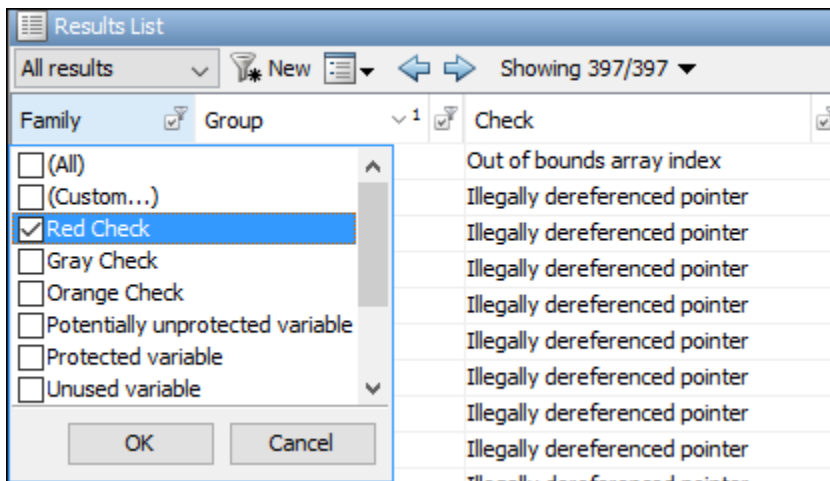 Results List
All results New Showing 397/397
Family Group 1 Check
(All) Out of bounds array index
(Custom...) Illegally dereferenced pointer
Red Check Illegally dereferenced pointer
Gray Check Illegally dereferenced pointer
Orange Check Illegally dereferenced pointer
Potentially unprotected variable Illegally dereferenced pointer
Protected variable Illegally dereferenced pointer
Unused variable Illegally dereferenced pointer
OK Cancel Illegally dereferenced pointer
Illegally dereferenced pointer